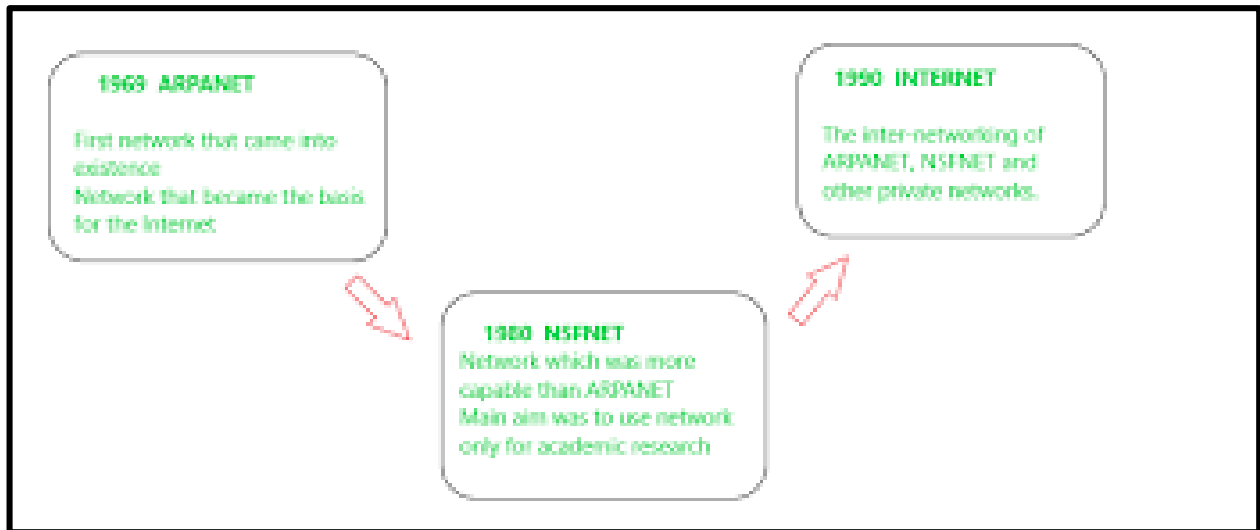 1969 ARPANET
First network that came into
existence
Network that became the basis
for the Internet
1980 NSFNET
Network which was more
capable than ARPANET
Main aim was to use network
only for academic research
1990 INTERNET
The inter-networking of
ARPANET, NSFNET and
other private networks.